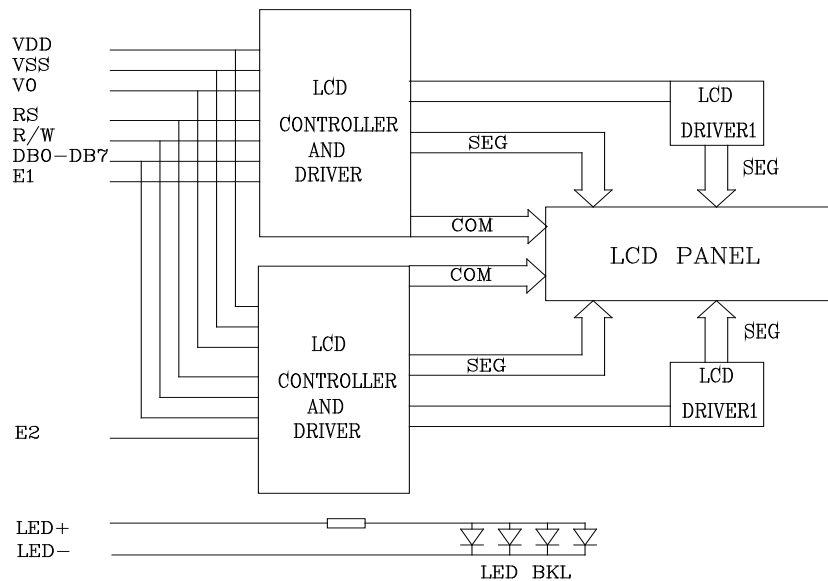 VDD
VSS
V0
RS
R/W
DB0-DB7
E1
LCD
CONTROLLER
AND
DRIVER
SEG
COM
LCD
DRIVER1
SEG
LCD PANEL
COM
SEG
LCD
CONTROLLER
AND
DRIVER
SEG
LCD
DRIVER1
E2
LED+
LED-
LED BKL